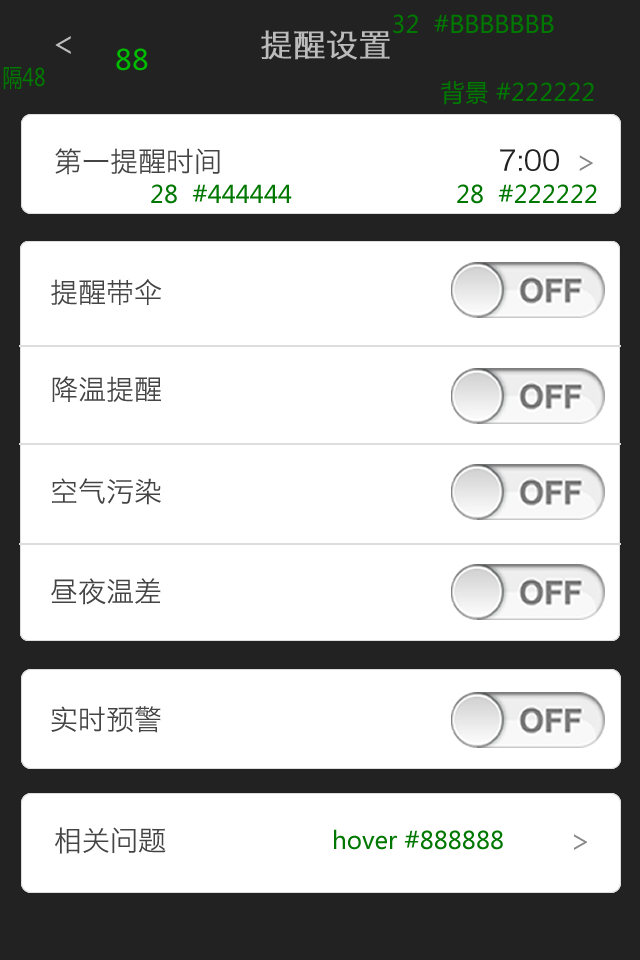 < 88 提醒设置 32 #BBBBBBB
隔48
背景 #222222
第一提醒时间 7:00 >
28 #444444 28 #222222
提醒带伞 OFF
降温提醒 OFF
空气污染 OFF
昼夜温差 OFF
实时预警 OFF
相关问题 hover #888888 >